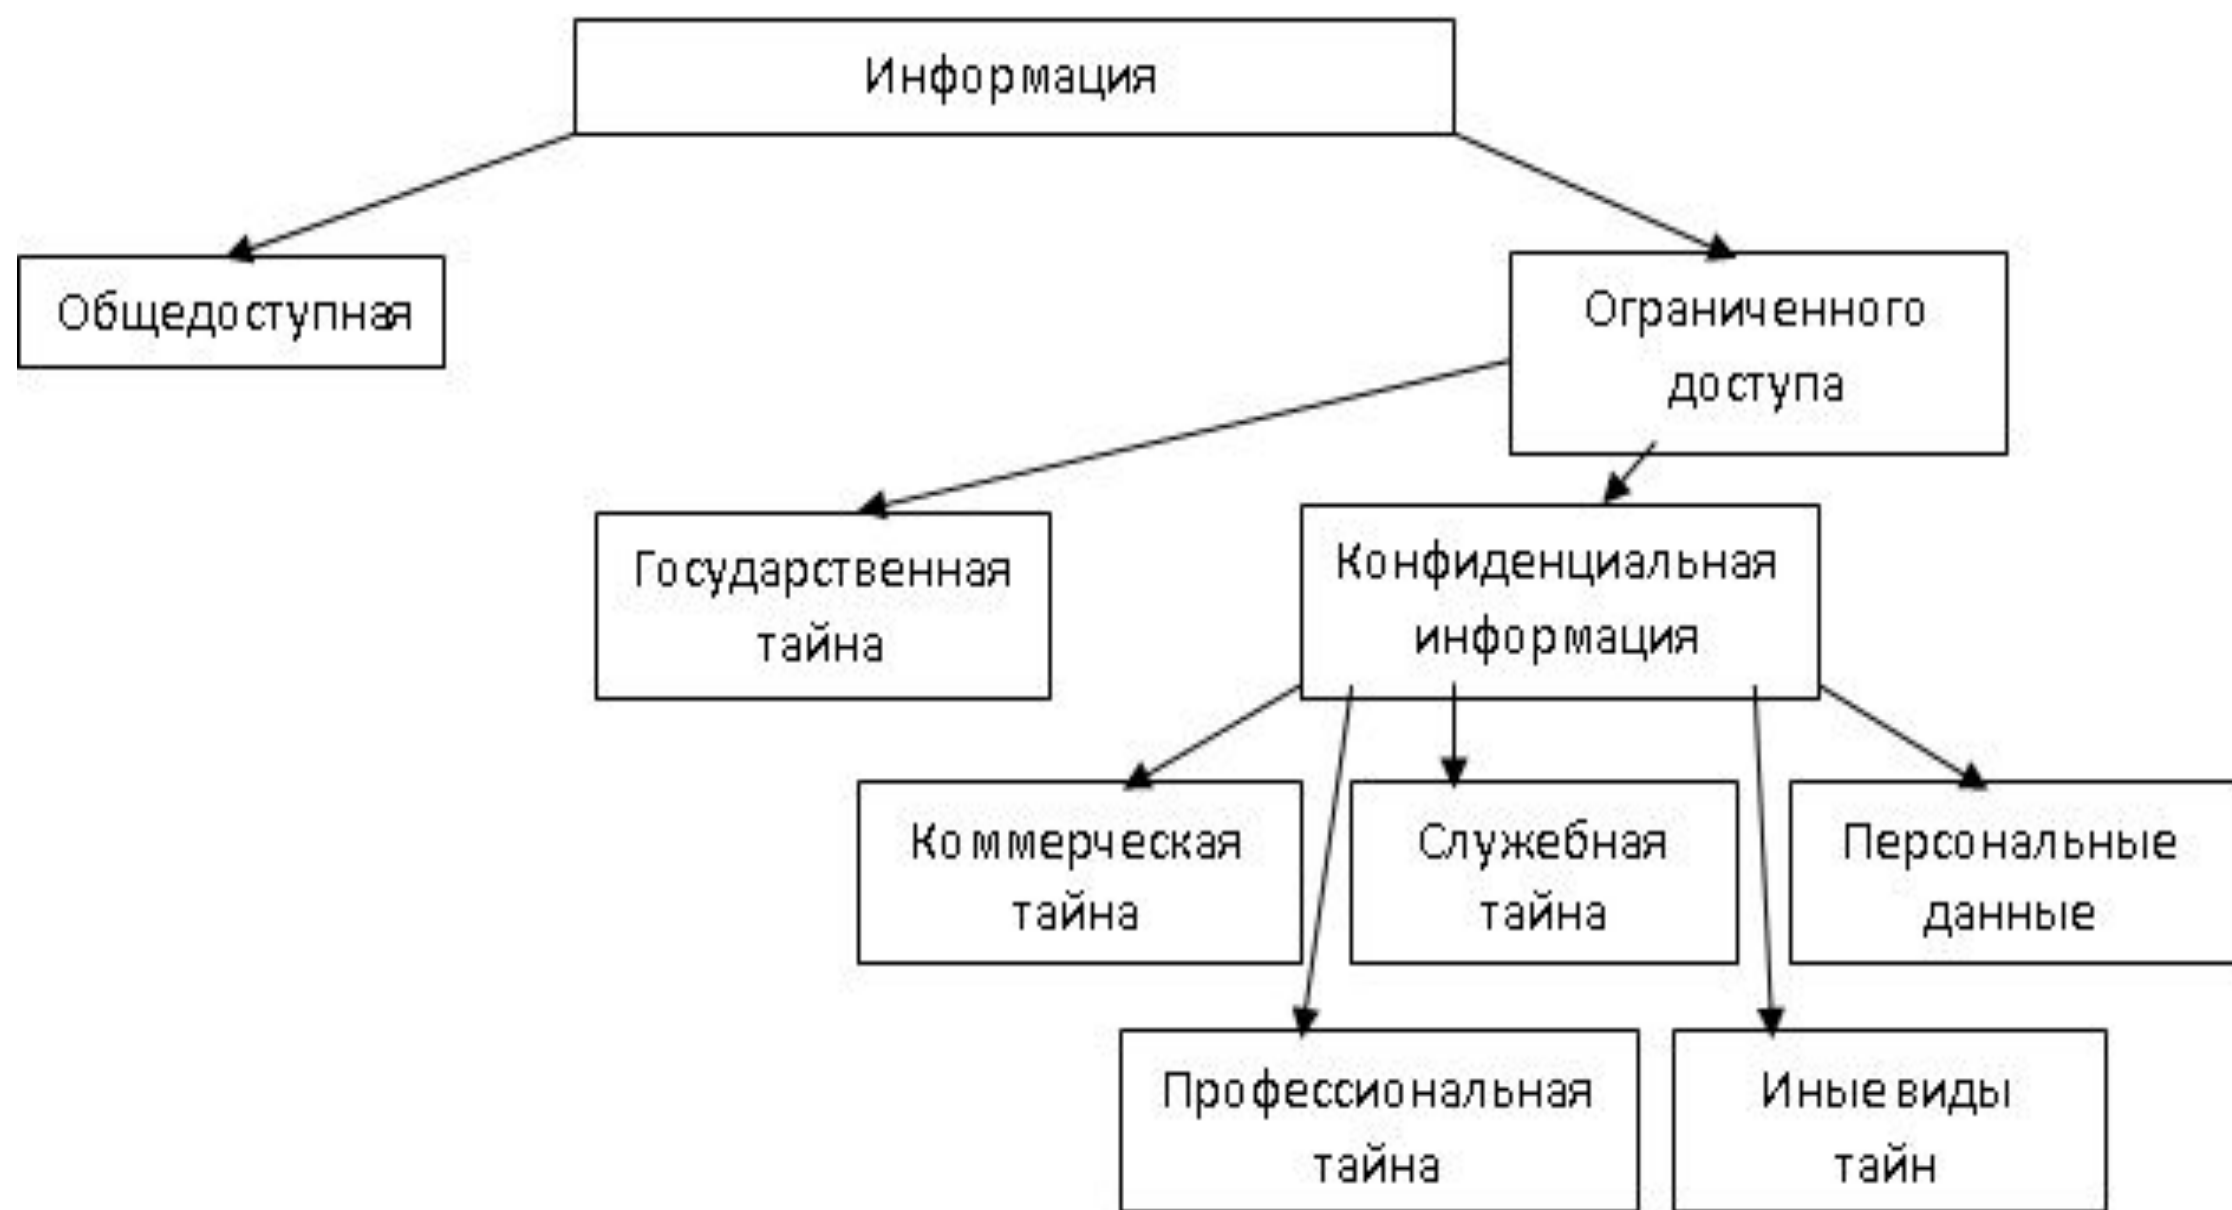 Информация
Общедоступная
Ограниченного
доступа
Государственная
тайна
Конфиденциальная
информация
Коммерческая
тайна
Служебная
тайна
Персональные
данные
Профессиональная
тайна
Иные виды
тайн